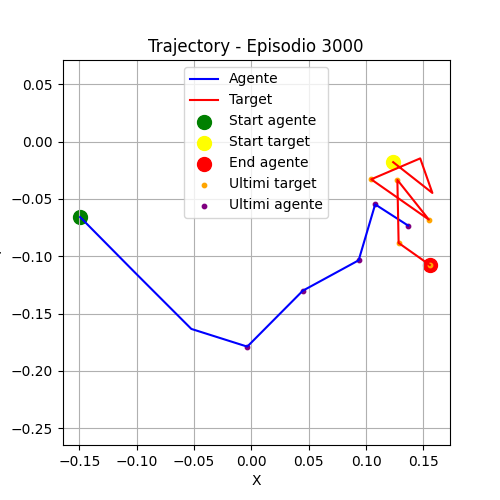 Trajectory - Episodio 3000
Agente
Target
Start agente
Start target
End agente
Ultimi target
Ultimi agente
0.05
0.00
−0.05
−0.10
−0.15
−0.20
−0.25
−0.15
−0.10
−0.05
0.00
0.05
0.10
0.15
X